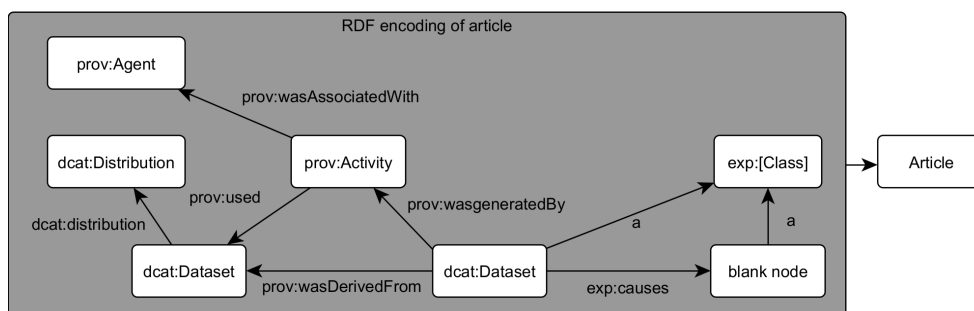 RDF encoding of article
prov:Agent
prov:wasAssociatedWith
dcat:Distribution
prov:Activity
exp:[Class]
Article
prov:used
prov:wasgeneratedBy
dcat:distribution
a
a
dcat:Dataset
dcat:Dataset
blank node
prov:wasDerivedFrom
exp:causes